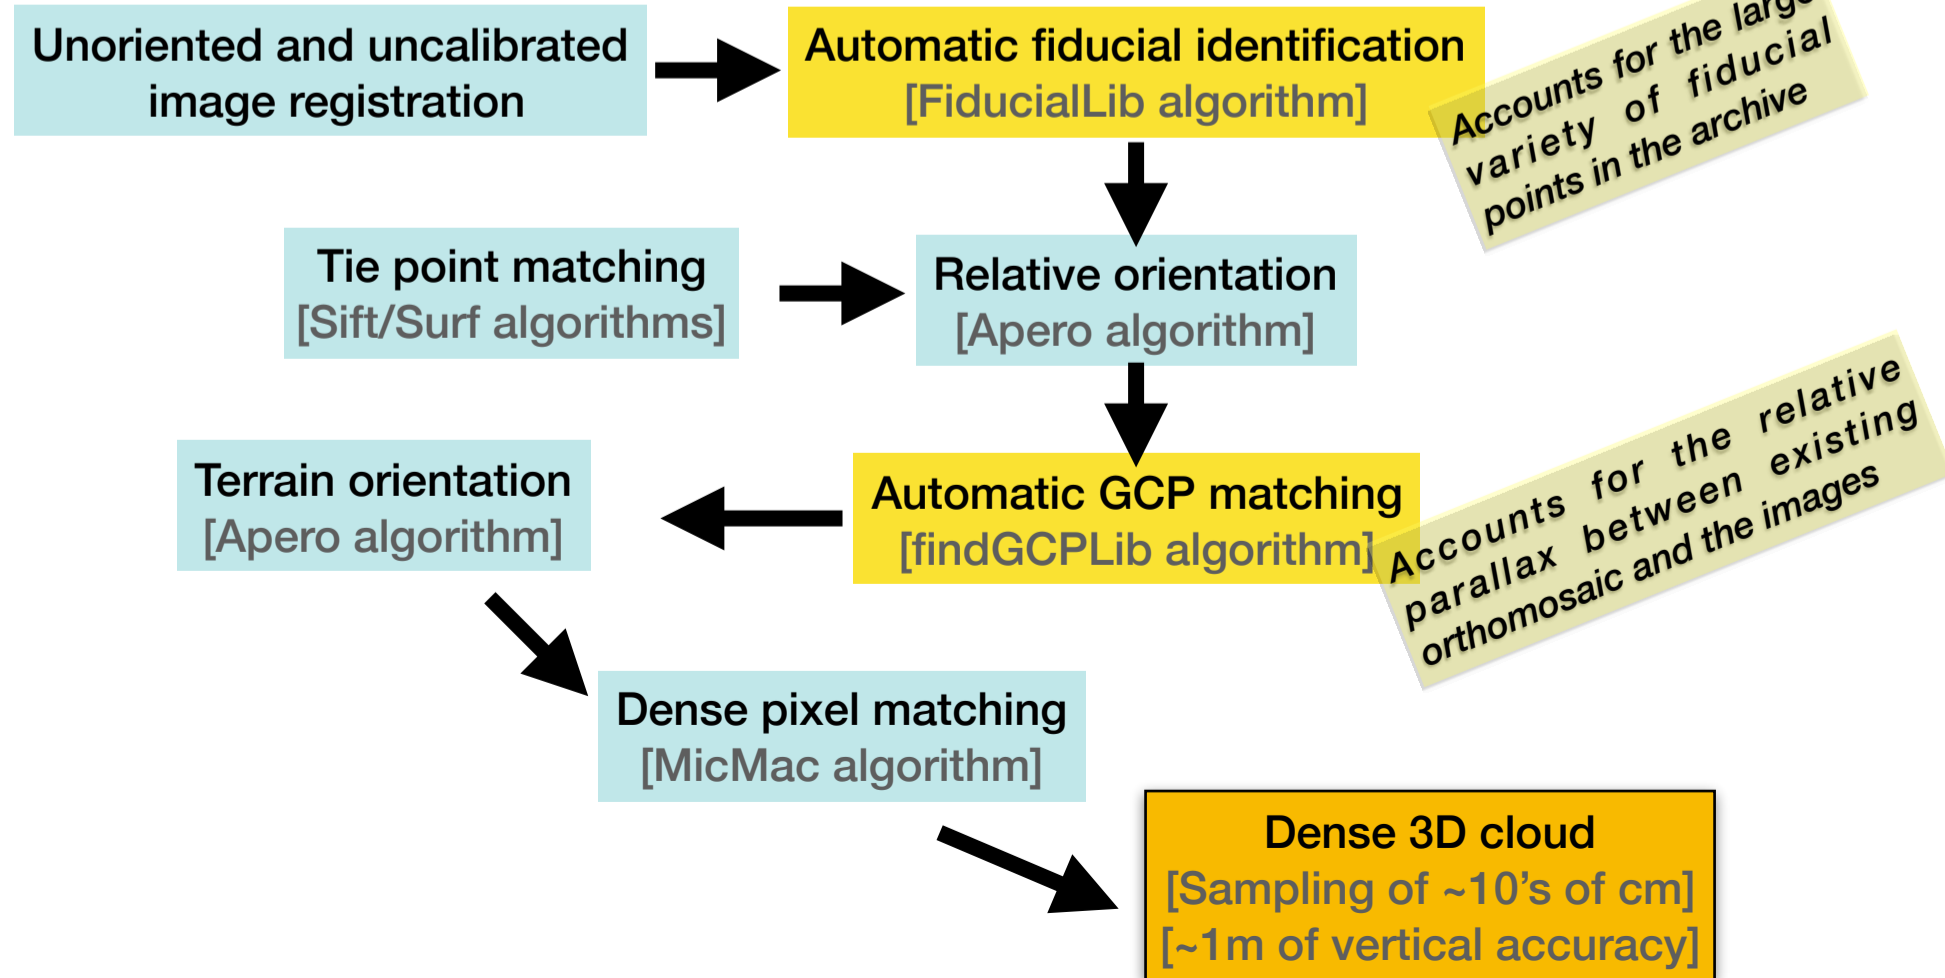 Unoriented and uncalibrated
image registration
Automatic fiducial identification
[FiducialLib algorithm]
Accounts for the large
variety of fiducial
points in the archive
Tie point matching
[Sift/Surf algorithms]
Relative orientation
[Apero algorithm]
Terrain orientation
[Apero algorithm]
Automatic GCP matching
[findGCPLib algorithm]
Accounts for the relative
parallax between existing
orthomosaic and the images
Dense pixel matching
[MicMac algorithm]
Dense 3D cloud
[Sampling of ~10's of cm]
[~1m of vertical accuracy]